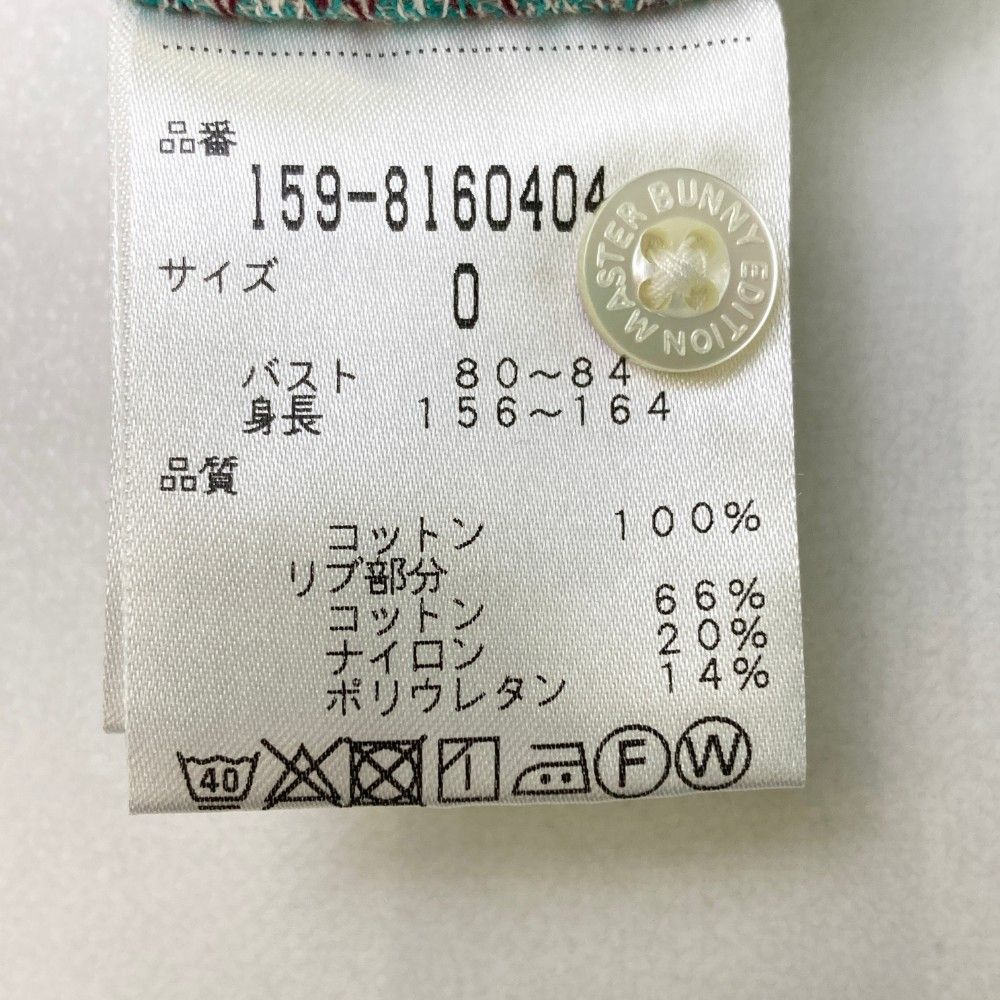 品番
159-8160404
サイズ
0
バスト 80~84
身長 156~164
品質
コットン 100%
リブ部分
コットン 66%
ナイロン 20%
ポリウレタン 14%
40 F W
MASTER BUNNY EDITION